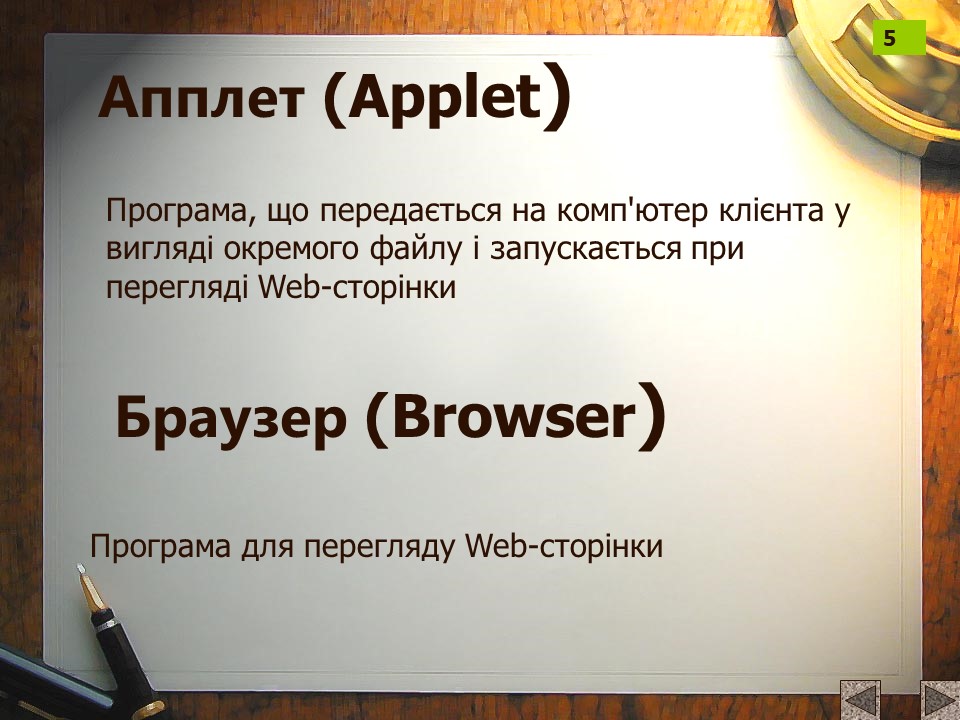 5
Апплет (Applet)
Програма, що передається на комп'ютер клієнта у
вигляді окремого файлу і запускається при
перегляді Web-сторінки
Браузер (Browser)
Програма для перегляду Web-сторінки